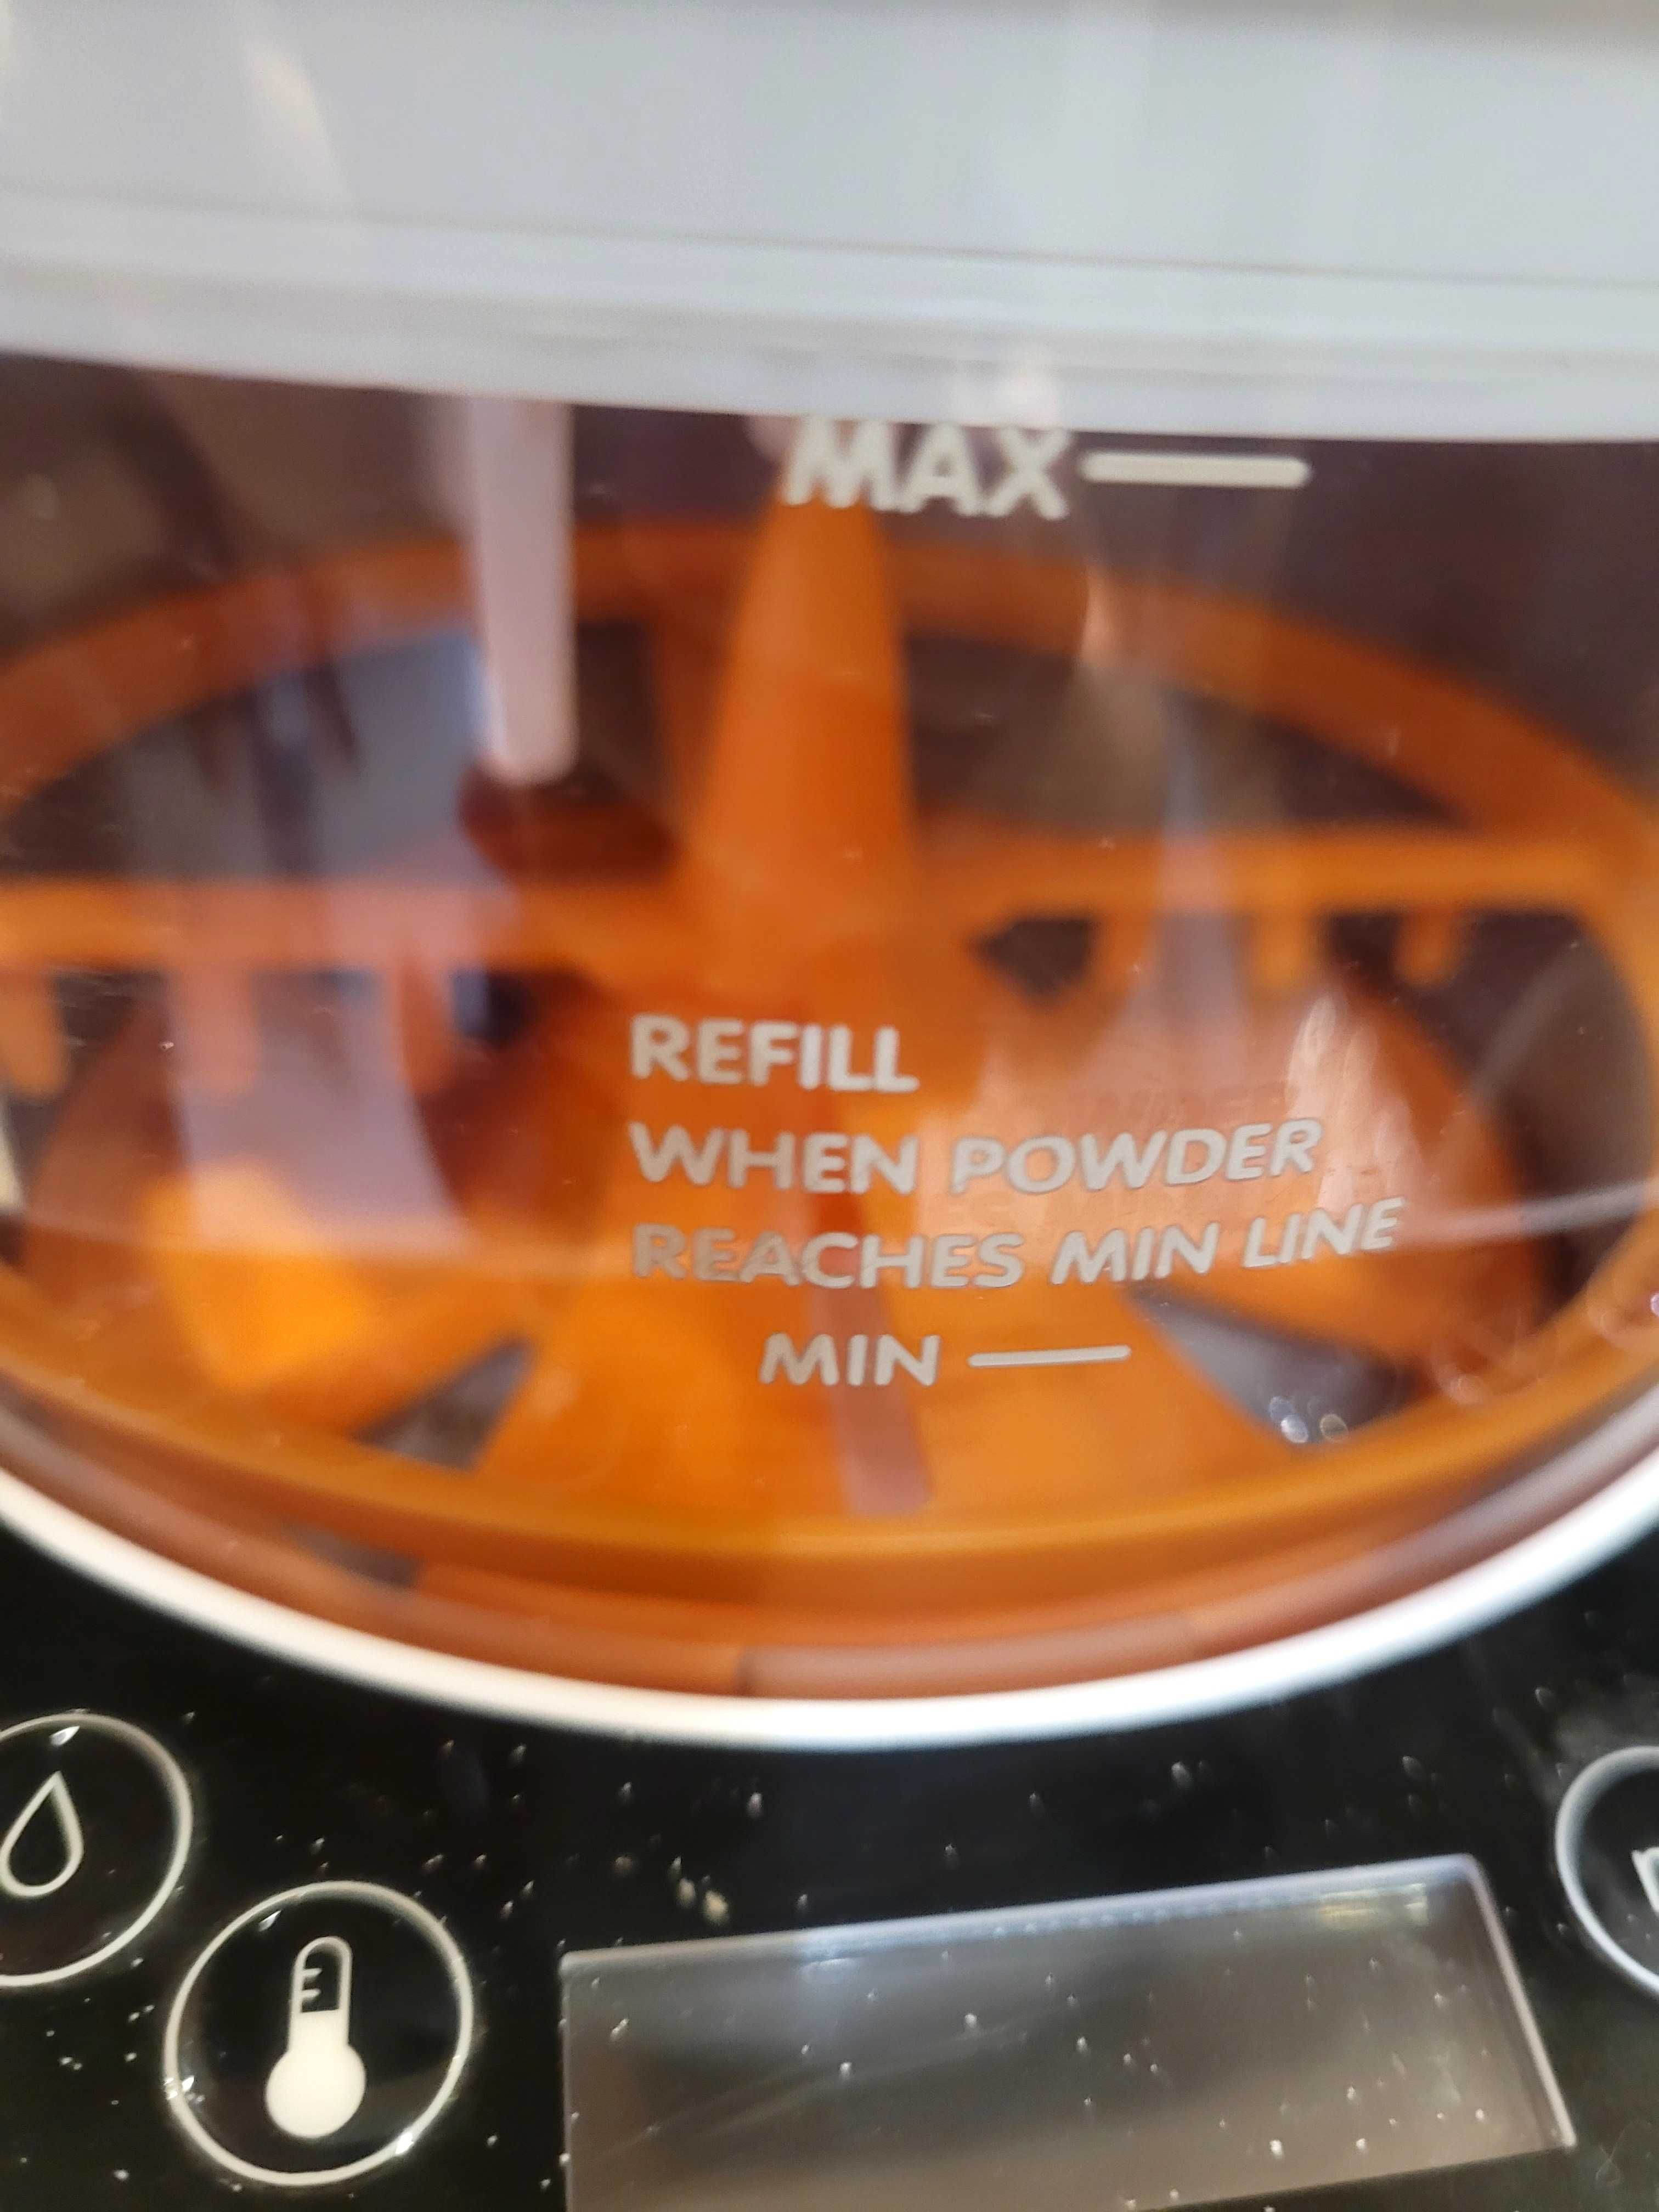 MAX
REFILL
WHEN POWDER
REACHES MIN LINE
MIN